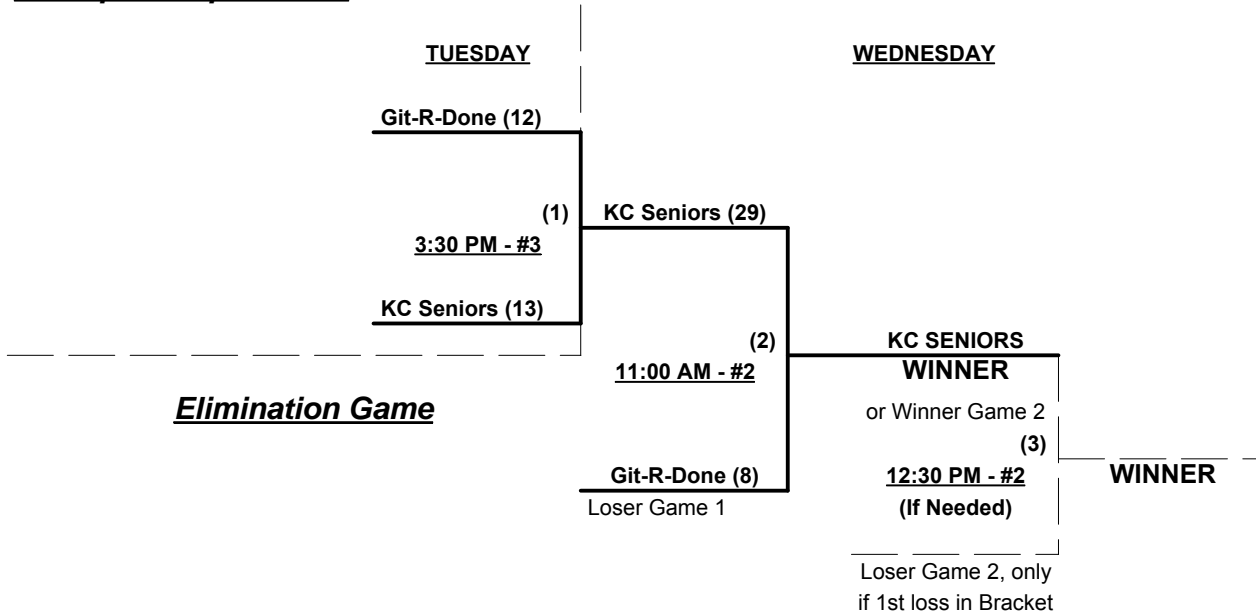 TUESDAY
WEDNESDAY
Git-R-Done (12)
(1)
KC Seniors (29)
3:30 PM - #3
KC Seniors (13)
(2)
KC SENIORS
11:00 AM - #2
WINNER
Elimination Game
or Winner Game 2
(3)
Git-R-Done (8)
12:30 PM - #2
WINNER
Loser Game 1
(If Needed)
Loser Game 2, only
if 1st loss in Bracket